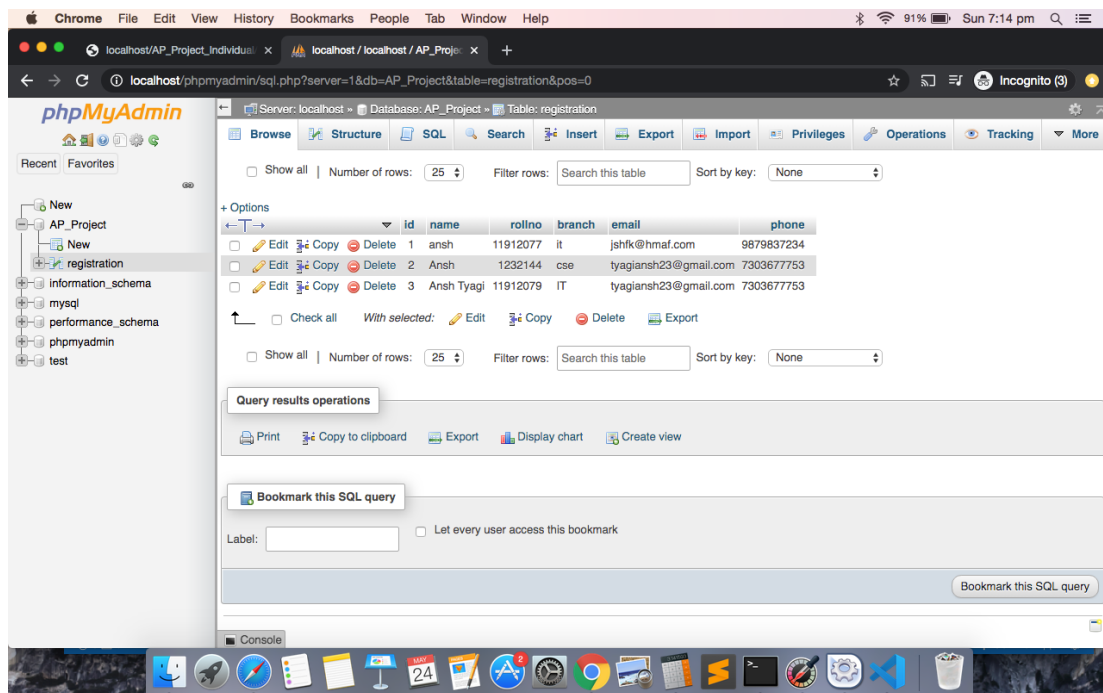 Chrome File Edit View History Bookmarks People Tab Window Help 91% Sun 7:14 pm
localhost/AP_Project_Individual × localhost / localhost / AP_Proje × +
localhost/phpmyadmin/sql.php?server=1&db=AP_Project&table=registration&pos=0 Incognito (3)
phpMyAdmin
Recent Favorites
New
AP_Project
New
registration
information_schema
mysql
performance_schema
phpmyadmin
test
Server: localhost » Database: AP_Project » Table: registration
Browse Structure SQL Search Insert Export Import Privileges Operations Tracking More
Show all | Number of rows: 25 Filter rows: Search this table Sort by key: None
+ Options
←T→ id name rollno branch email phone
Edit Copy Delete 1 ansh 11912077 it jshfk@hmaf.com 9879837234
Edit Copy Delete 2 Ansh 1232144 cse tyagiansh23@gmail.com 7303677753
Edit Copy Delete 3 Ansh Tyagi 11912079 IT tyagiansh23@gmail.com 7303677753
Check all With selected: Edit Copy Delete Export
Show all | Number of rows: 25 Filter rows: Search this table Sort by key: None
Query results operations
Print Copy to clipboard Export Display chart Create view
Bookmark this SQL query
Label: Let every user access this bookmark
Bookmark this SQL query
Console
MAY
24
2